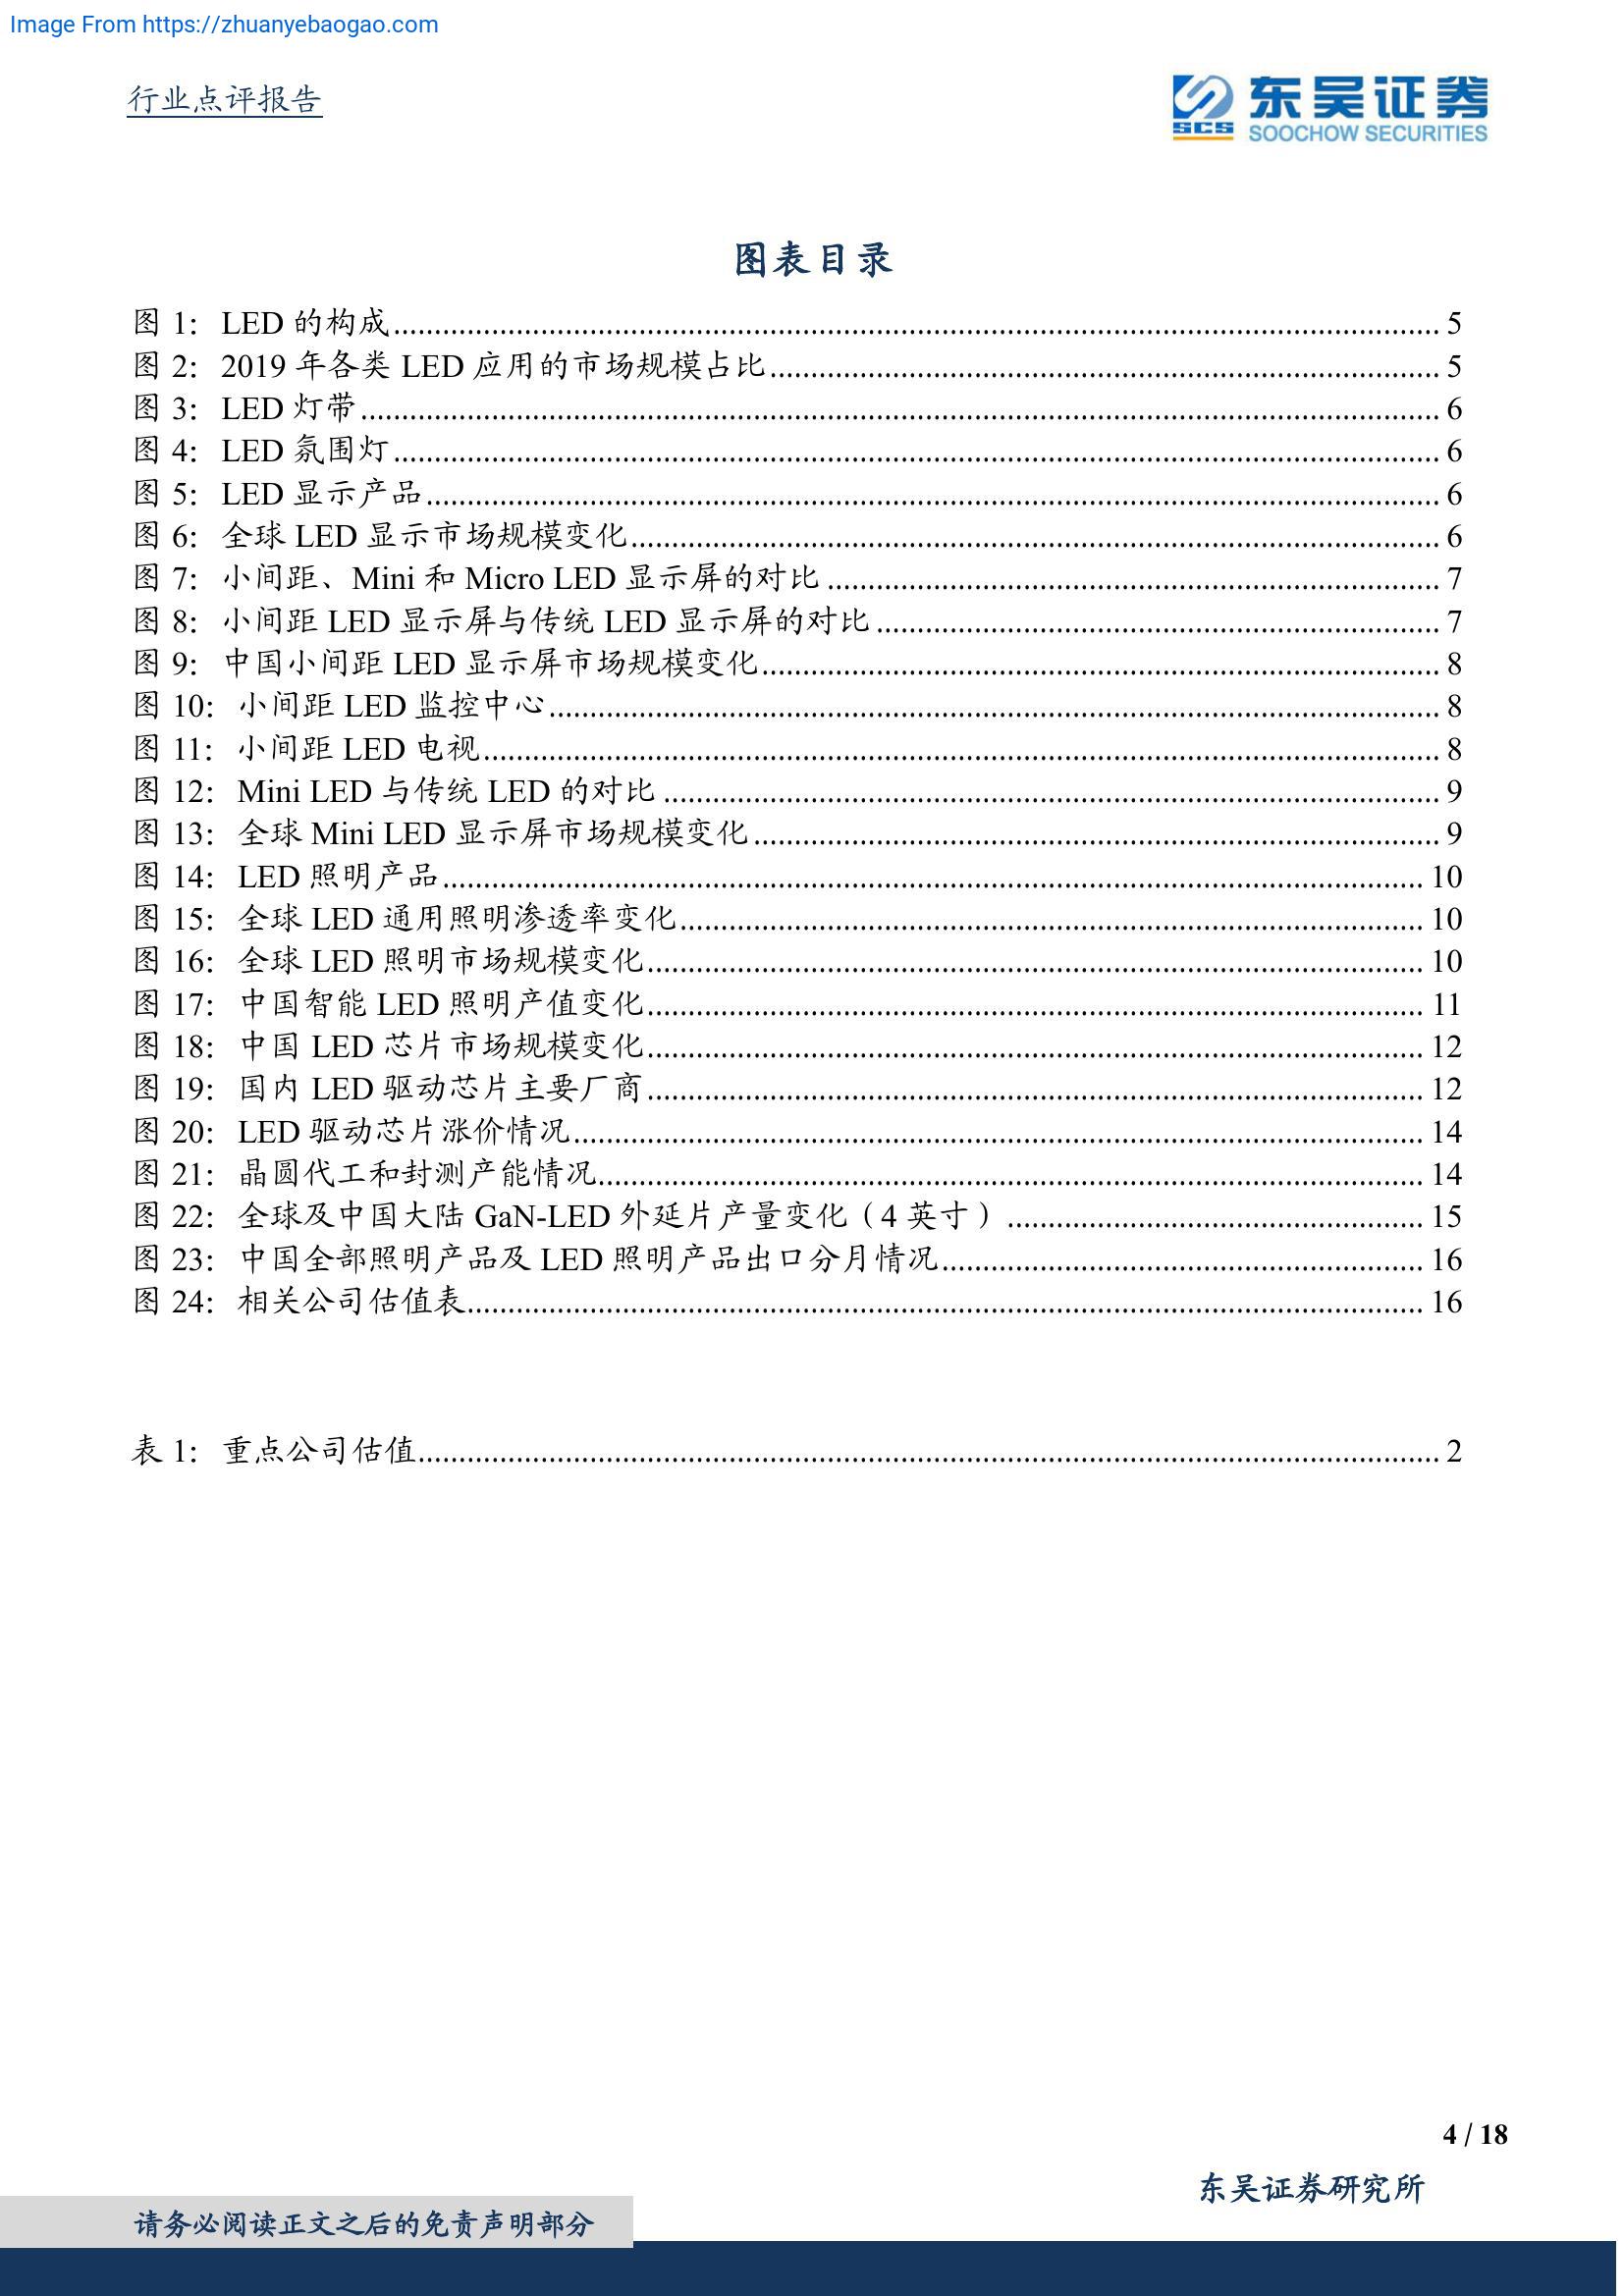 Image From https://zhuanyebaogao.com
行业点评报告
东吴证券
SCS
SOOCHOW SECURITIES
图表目录
图 1: LED 的构成................................................................ 5
图 2: 2019 年各类 LED 应用的市场规模占比................................................................ 5
图 3: LED 灯带................................................................ 6
图 4: LED 氛围灯................................................................ 6
图 5: LED 显示产品................................................................ 6
图 6: 全球 LED 显示市场规模变化................................................................ 6
图 7: 小间距、Mini 和 Micro LED 显示屏的对比................................................................ 7
图 8: 小间距 LED 显示屏与传统 LED 显示屏的对比................................................................ 7
图 9: 中国小间距 LED 显示屏市场规模变化................................................................ 8
图 10: 小间距 LED 监控中心................................................................ 8
图 11: 小间距 LED 电视................................................................ 8
图 12: Mini LED 与传统 LED 的对比................................................................ 9
图 13: 全球 Mini LED 显示屏市场规模变化................................................................ 9
图 14: LED 照明产品................................................................ 10
图 15: 全球 LED 通用照明渗透率变化................................................................ 10
图 16: 全球 LED 照明市场规模变化................................................................ 10
图 17: 中国智能 LED 照明产值变化................................................................ 11
图 18: 中国 LED 芯片市场规模变化................................................................ 12
图 19: 国内 LED 驱动芯片主要厂商................................................................ 12
图 20: LED 驱动芯片涨价情况................................................................ 14
图 21: 晶圆代工和封测产能情况................................................................ 14
图 22: 全球及中国大陆 GaN-LED 外延片产量变化（4 英寸）................................................................ 15
图 23: 中国全部照明产品及 LED 照明产品出口分月情况................................................................ 16
图 24: 相关公司估值表................................................................ 16
表 1: 重点公司估值................................................................ 2
4 / 18
东吴证券研究所
请务必阅读正文之后的免责声明部分